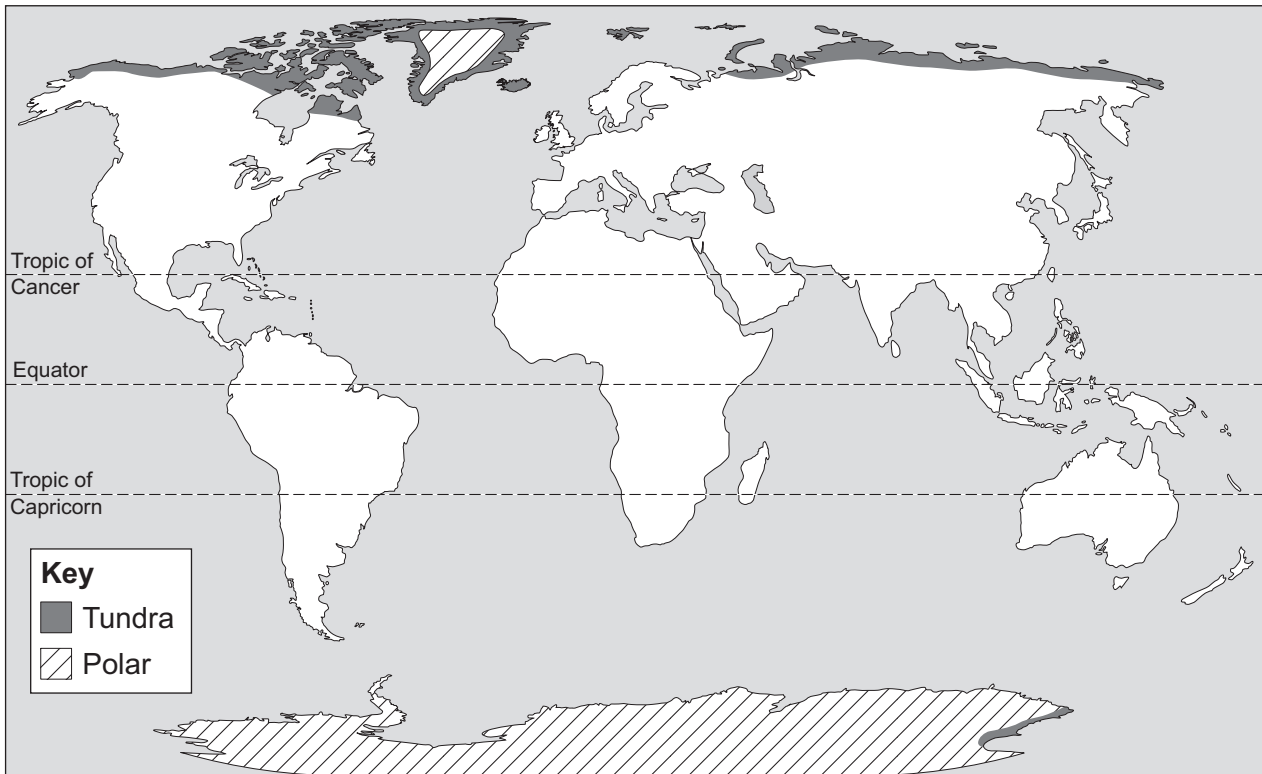 Tropic of
Cancer
Equator
Tropic of
Capricorn
Key
Tundra
Polar